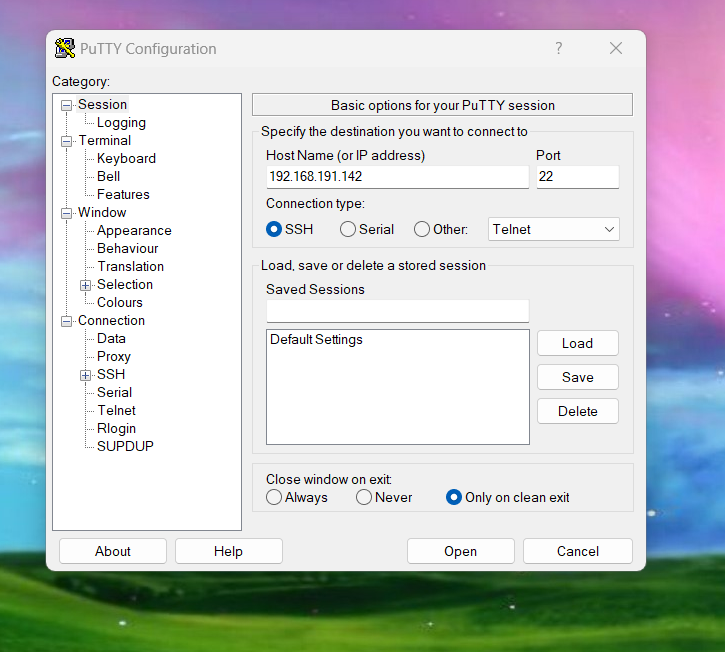 PuTTY Configuration
?
Category:
Session
Logging
Terminal
Keyboard
Bell
Features
Window
Appearance
Behaviour
Translation
Selection
Colours
Connection
Data
Proxy
SSH
Serial
Telnet
Rlogin
SUPDUP
Basic options for your PuTTY session
Specify the destination you want to connect to
Host Name (or IP address) Port
192.168.191.142 22
Connection type:
SSH Serial Other: Telnet
Load, save or delete a stored session
Saved Sessions
Default Settings
Load
Save
Delete
Close window on exit:
Always Never Only on clean exit
About Help Open Cancel